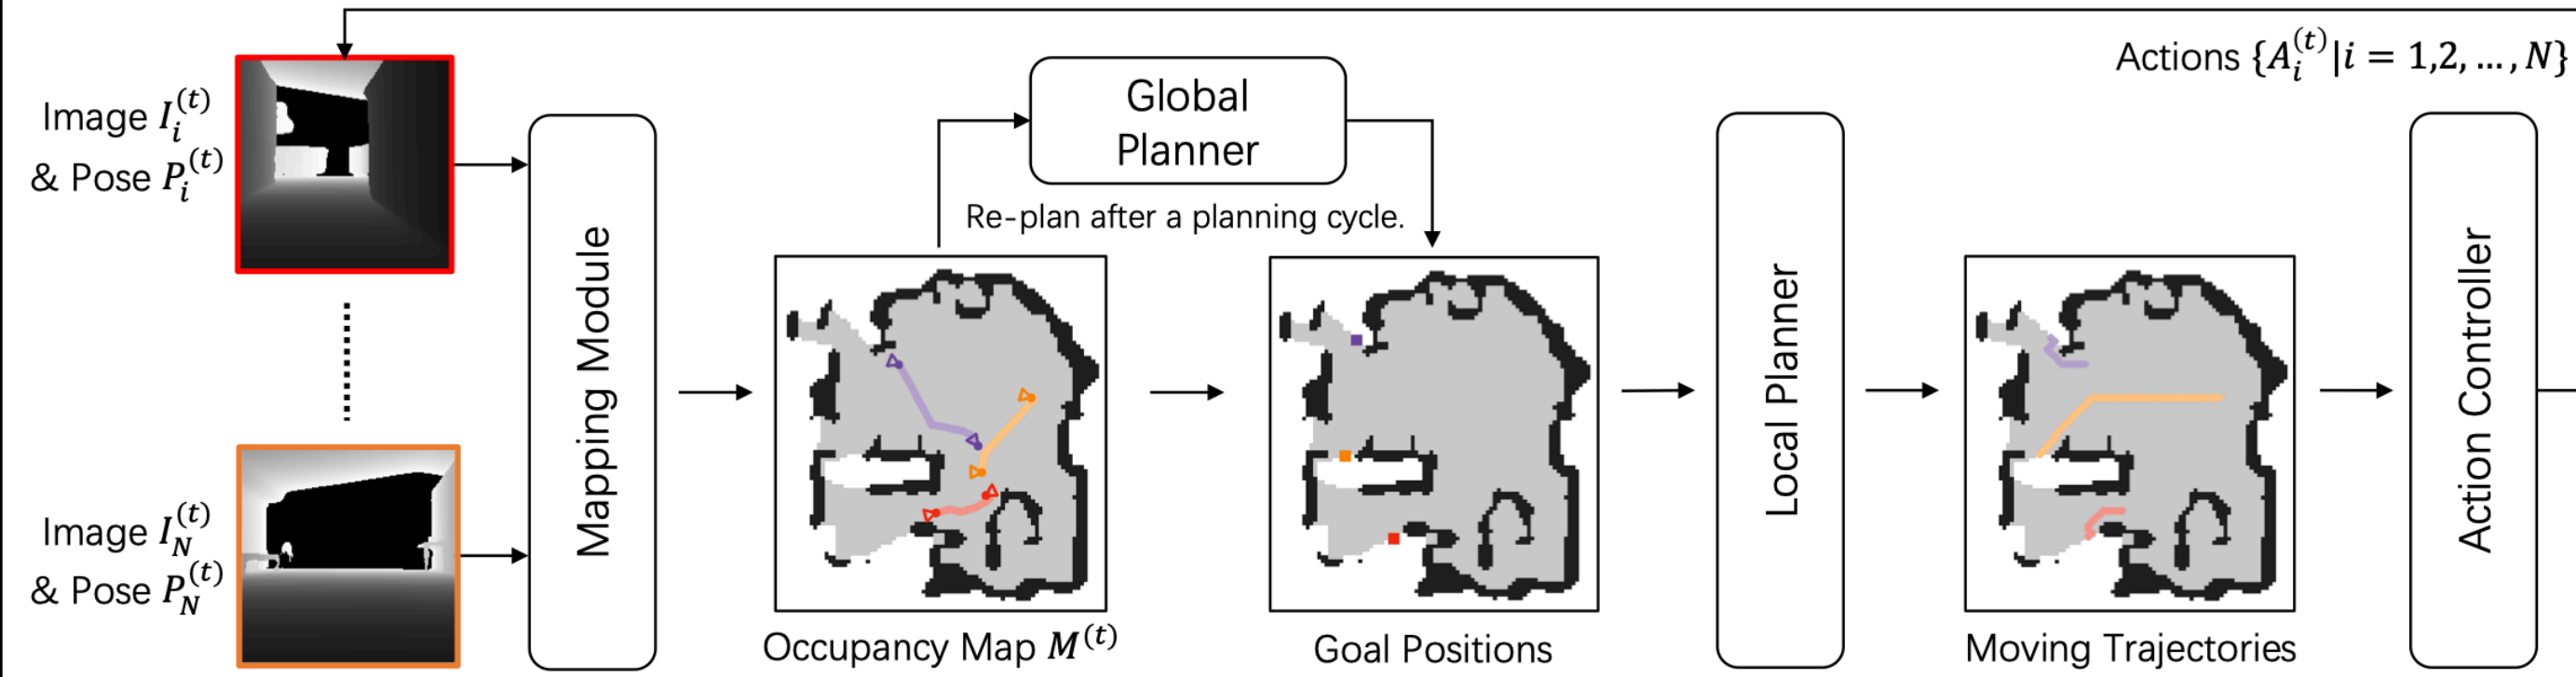 Actions {A_i^(t)|i = 1,2, ..., N}
Image I_i^(t)
& Pose P_i^(t)
Global
Planner
Re-plan after a planning cycle.
Mapping Module
Local Planner
Action Controller
Image I_N^(t)
& Pose P_N^(t)
Occupancy Map M^(t)
Goal Positions
Moving Trajectories